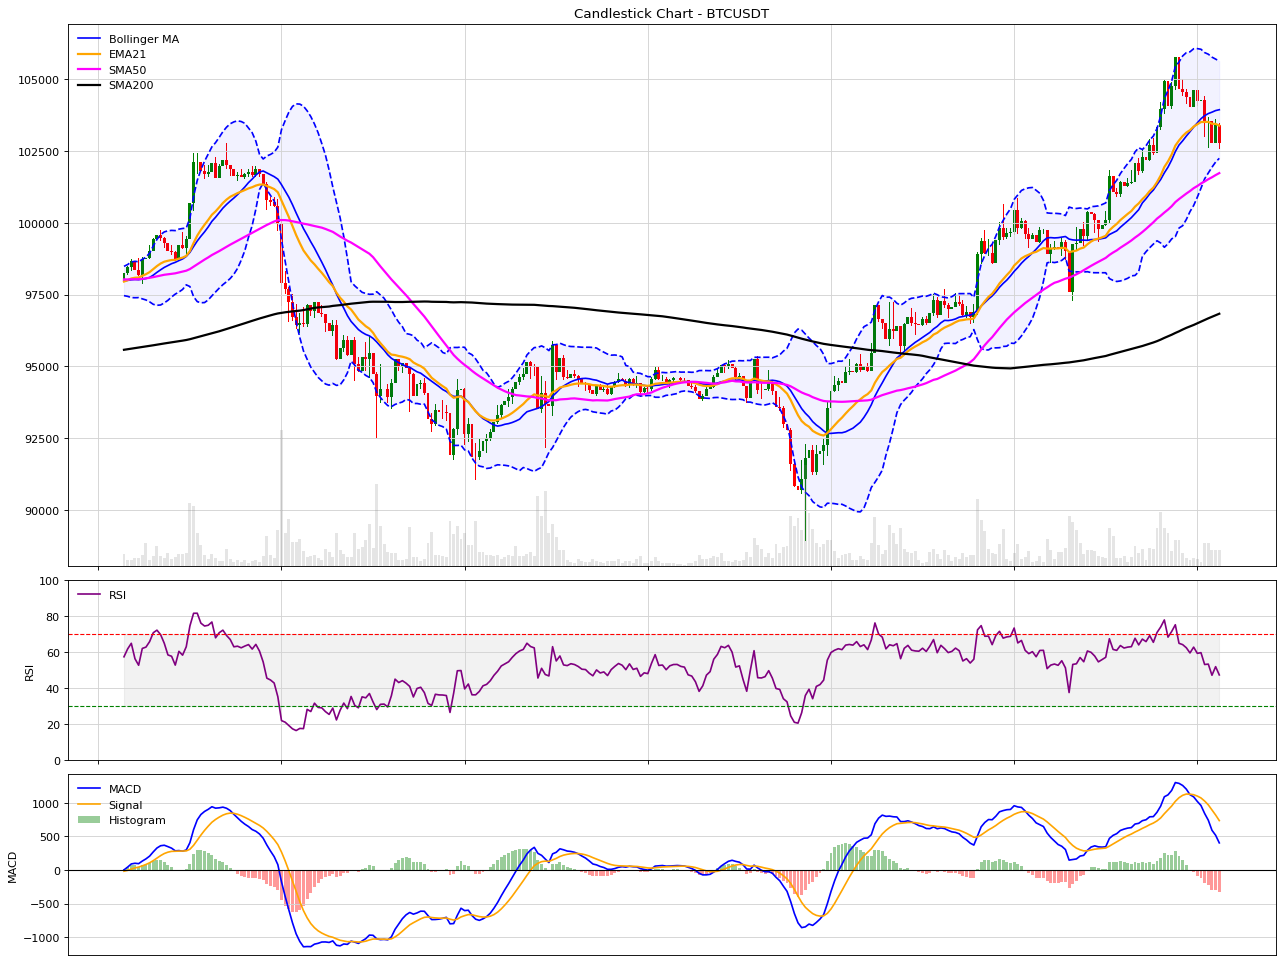 Candlestick Chart - BTCUSDT
Bollinger MA
EMA21
SMA50
SMA200
105000
102500
100000
97500
95000
92500
90000
RSI
RSI
100
80
60
40
20
0
MACD
Signal
Histogram
MACD
1000
500
0
−500
−1000